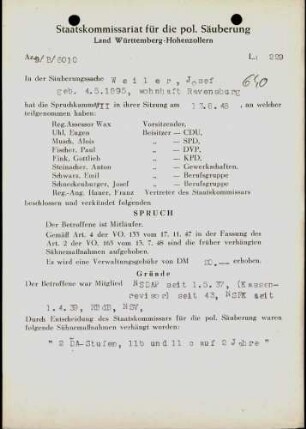 Staatskommissariat für die pol. Säuberung
Land Württemberg-Hohenzollern
Az. 9/B/8010 L: 229
640
In der Säuberungssache Weiler, Josef
geb. 4.5.1895, wohnhaft Ravensburg
hat die Spruchkammer VII in ihrer Sitzung am 13.8.48, an welcher
teilgenommen haben:
Reg.Assessor Wax Vorsitzender,
Uhl, Eugen Beisitzer — CDU,
Musch, Alois „ — SPD,
Fischer, Paul „ — DVP,
Fink, Gottlieb „ — KPD,
Steinacher, Anton „ — Gewerkschaften,
Schwarz, Emil „ — Berufsgruppe
Schneckenburger, Josef „ — Berufsgruppe
Reg.-Ang. Hauer, Franz Vertreter des Staatskommissars
beschlossen und verkündet folgenden
SPRUCH
Der Betroffene ist Mitläufer.
Gemäß Art. 4 der VO. 133 vom 17. 11. 47 in der Fassung des
Art. 2 der VO. 165 vom 15. 7. 48 sind die früher verhängten
Sühnemaßnahmen aufgehoben.
Es wird eine Verwaltungsgebühr von DM 20.— erhoben.
Gründe
Der Betroffene war Mitglied NSDAP seit 1.5.37, (Kassen-
revisor) seit 43, NSFK seit
1.4.39, NSV,
Durch Entscheidung des Staatskommissars für die pol. Säuberung waren
folgende Sühnemaßnahmen verhängt worden:
" 2 DA-Stufen, 11b und 11c auf 2 Jahre "